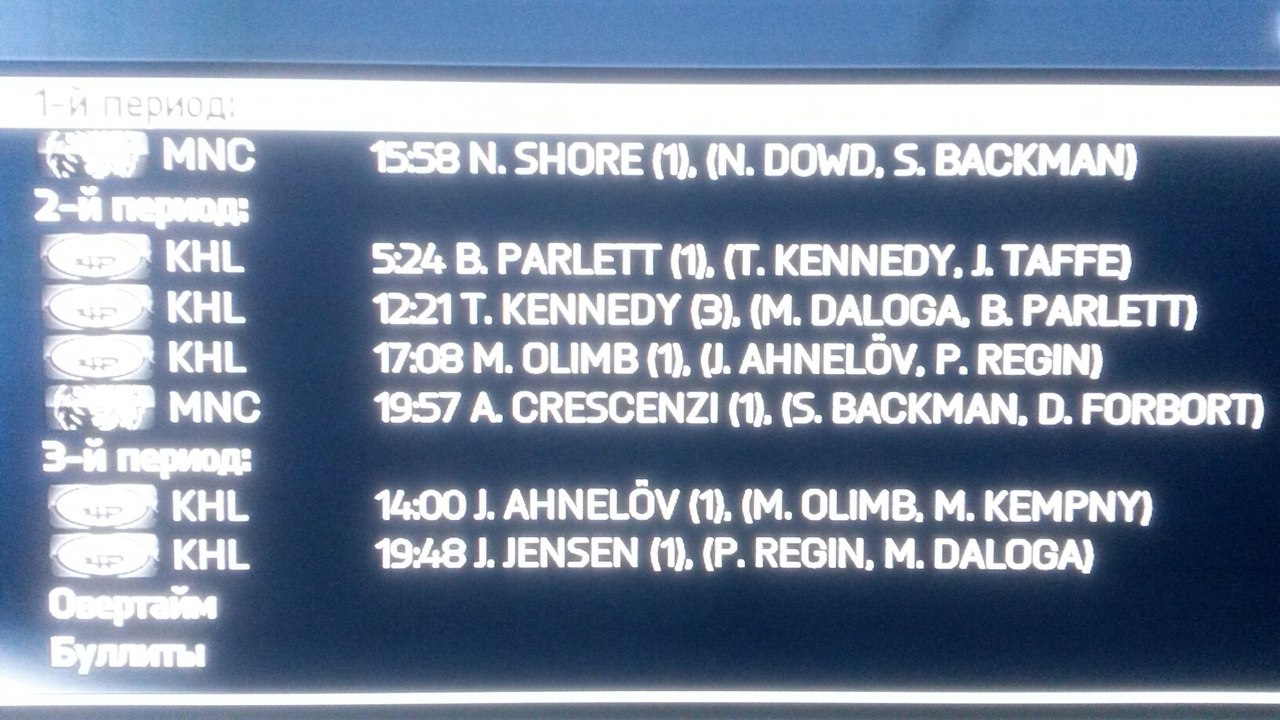 1-й период:
MNC 15:58 N. SHORE (1), (N. DOWD, S. BACKMAN)
2-й период:
KHL 5:24 B. PARLETT (1), (T. KENNEDY, J. TAFFE)
KHL 12:21 T. KENNEDY (3), (M. DALOGA, B. PARLETT)
KHL 17:08 M. OLIMB (1), (J. AHNELÖV, P. REGIN)
MNC 19:57 A. CRESCENZI (1), (S. BACKMAN, D. FORBORT)
3-й период:
KHL 14:00 J. AHNELÖV (1), (M. OLIMB, M. KEMPNY)
KHL 19:48 J. JENSEN (1), (P. REGIN, M. DALOGA)
Овертайм
Буллиты